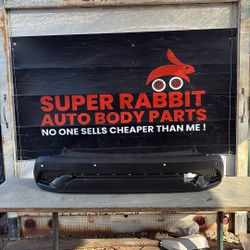 SUPER RABBIT
AUTO BODY PARTS
NO ONE SELLS CHEAPER THAN ME !